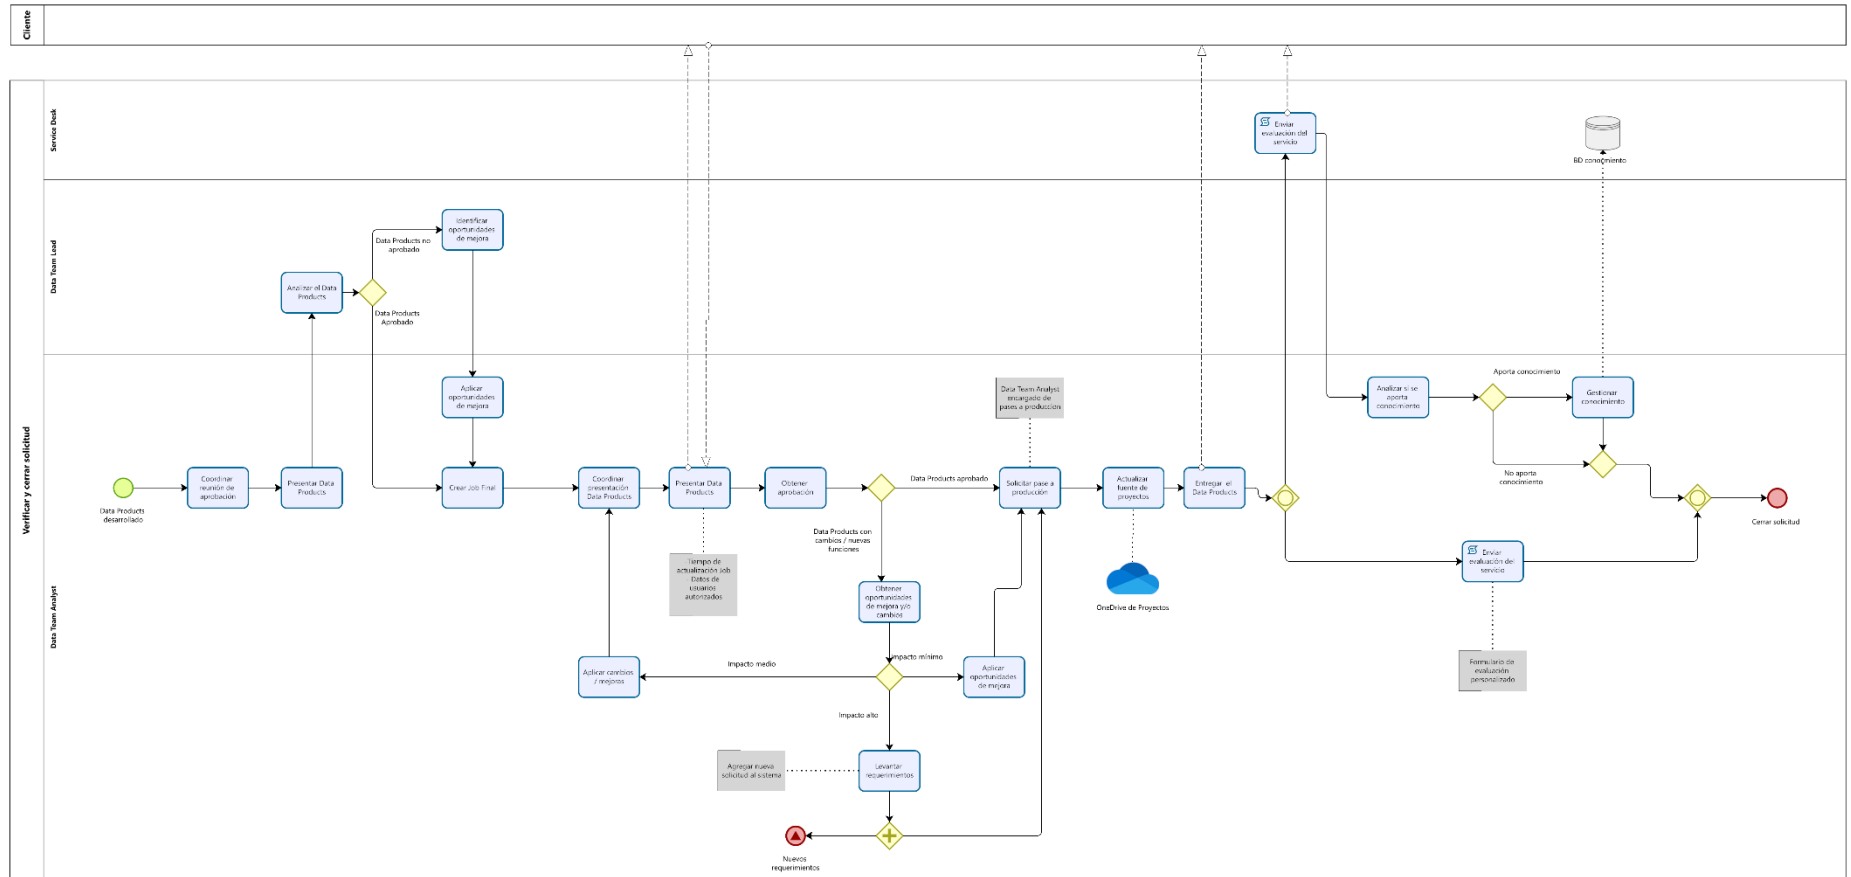 Cliente
Verificar y cerrar solicitud
Service Desk
Enviar
evaluación del
servicio
BD conocimiento
Data Team Lead
Identificar
oportunidades
de mejora
Data Products no
aprobado
Analizar el Data
Products
Data Products
Aprobado
Data Team Analyst
Data Products
desarrollado
Coordinar
reunión de
aprobación
Presentar Data
Products
Aplicar
oportunidades
de mejora
Crear Job Final
Coordinar
presentación
Data Products
Presentar Data
Products
Tiempo de
actualización Job
- Datos de
usuarios
autorizados
Obtener
aprobación
Data Products aprobado
Data Products con
cambios / nuevas
funciones
Data Team Analyst
encargado de
pases a produccion
Solicitar pase a
producción
Actualizar
fuente de
proyectos
OneDrive de Proyectos
Entregar el
Data Products
Analizar si se
aporta
conocimiento
Aporta conocimiento
Gestionar
conocimiento
No aporta
conocimiento
Cerrar solicitud
Enviar
evaluación del
servicio
Formulario de
evaluación
personalizado
Obtener
oportunidades
de mejora y/o
cambios
Impacto mínimo
Impacto medio
Aplicar cambios
/ mejoras
Aplicar
oportunidades
de mejora
Impacto alto
Agregar nueva
solicitud al sistema
Levantar
requerimientos
Nuevos
requerimientos